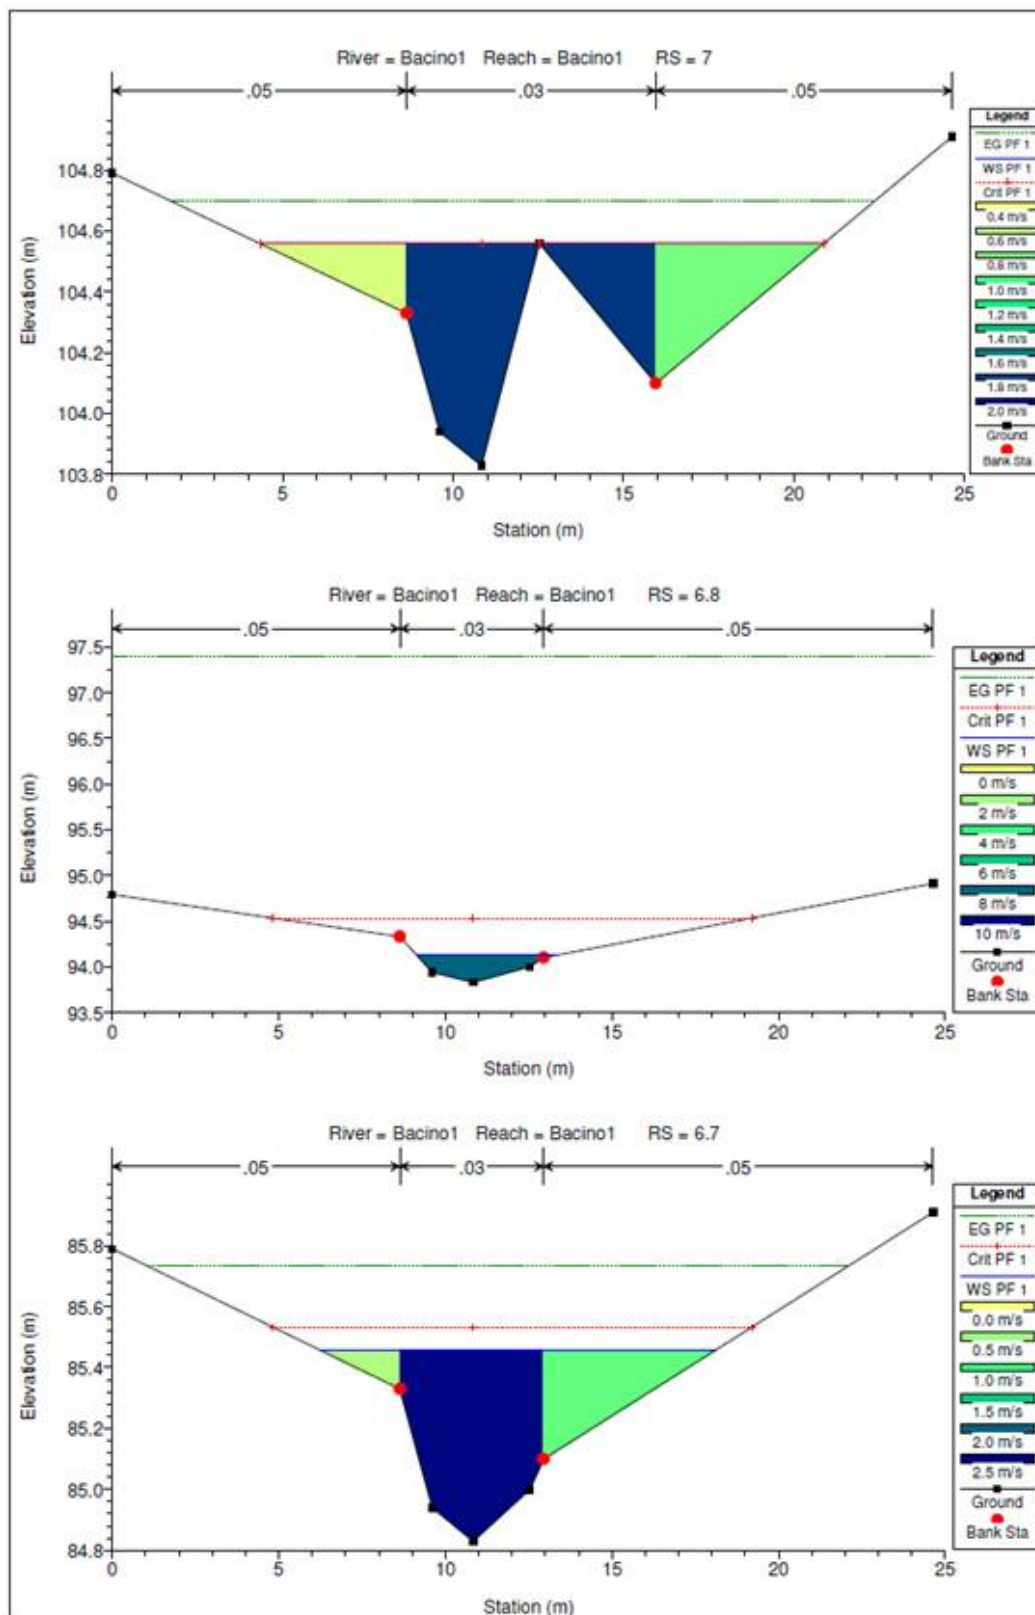 River = Bacino1 Reach = Bacino1 RS = 7
.05 .03 .05
Elevation (m)
104.8
104.6
104.4
104.2
104.0
103.8
0 5 10 15 20 25
Station (m)
Legend
EG PF 1
WS PF 1
Crit PF 1
0.4 m/s
0.6 m/s
0.8 m/s
1.0 m/s
1.2 m/s
1.4 m/s
1.6 m/s
1.8 m/s
2.0 m/s
Ground
Bank Sta
River = Bacino1 Reach = Bacino1 RS = 6.8
.05 .03 .05
Elevation (m)
97.5
97.0
96.5
96.0
95.5
95.0
94.5
94.0
93.5
0 5 10 15 20 25
Station (m)
Legend
EG PF 1
Crit PF 1
WS PF 1
0 m/s
2 m/s
4 m/s
6 m/s
8 m/s
10 m/s
Ground
Bank Sta
River = Bacino1 Reach = Bacino1 RS = 6.7
.05 .03 .05
Elevation (m)
85.8
85.6
85.4
85.2
85.0
84.8
0 5 10 15 20 25
Station (m)
Legend
EG PF 1
Crit PF 1
WS PF 1
0.0 m/s
0.5 m/s
1.0 m/s
1.5 m/s
2.0 m/s
2.5 m/s
Ground
Bank Sta